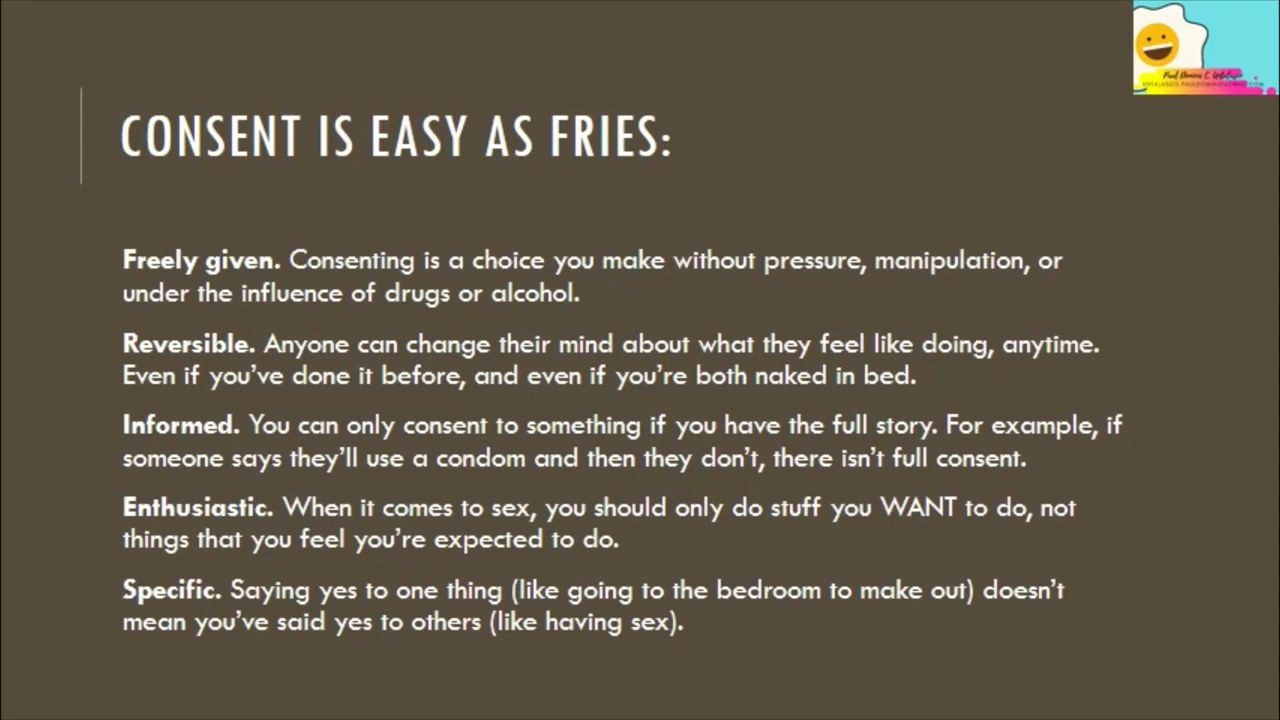 CONSENT IS EASY AS FRIES:
Freely given. Consenting is a choice you make without pressure, manipulation, or
under the influence of drugs or alcohol.
Reversible. Anyone can change their mind about what they feel like doing, anytime.
Even if you've done it before, and even if you're both naked in bed.
Informed. You can only consent to something if you have the full story. For example, if
someone says they'll use a condom and then they don't, there isn't full consent.
Enthusiastic. When it comes to sex, you should only do stuff you WANT to do, not
things that you feel you're expected to do.
Specific. Saying yes to one thing (like going to the bedroom to make out) doesn't
mean you've said yes to others (like having sex).